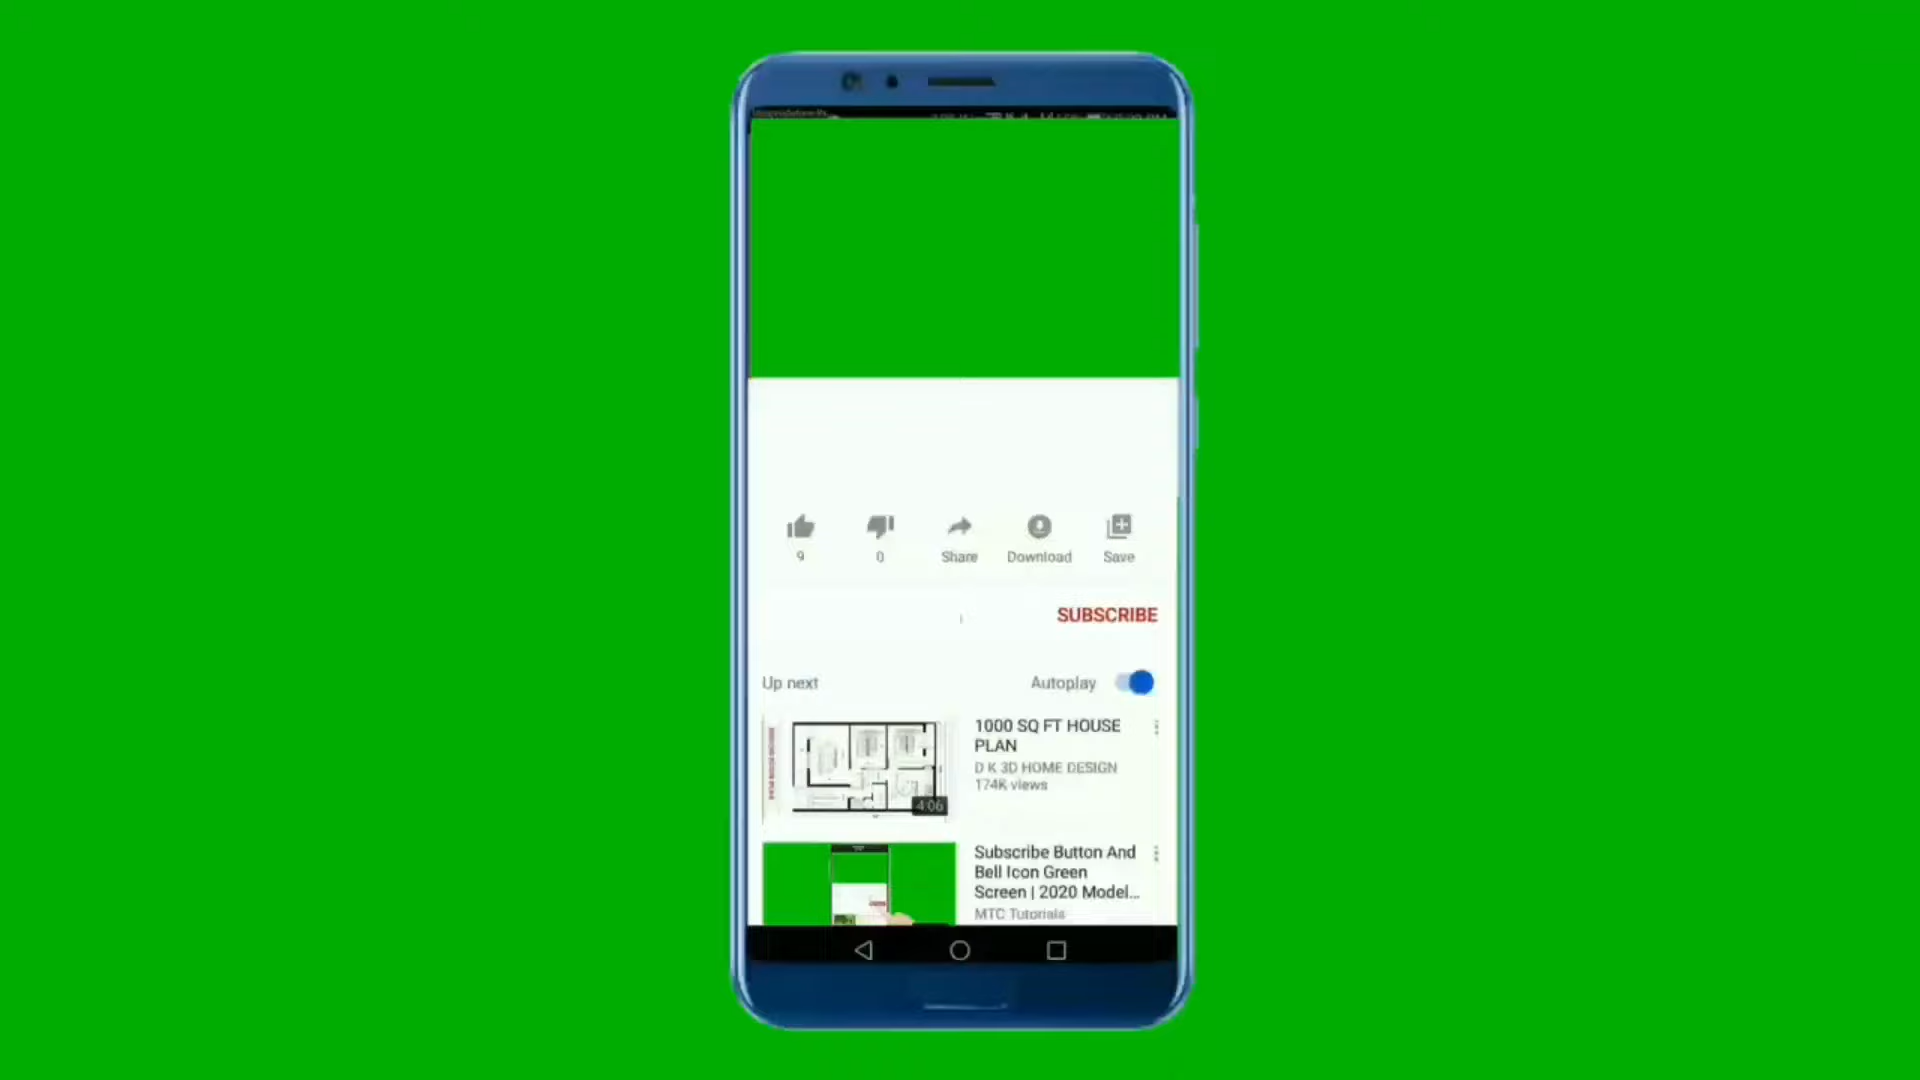 9
0
Share
Download
Save
SUBSCRIBE
Up next
Autoplay
1000 SQ FT HOUSE
PLAN
D K 3D HOME DESIGN
174K views
4:06
Subscribe Button And
Bell Icon Green
Screen | 2020 Model...
MTC Tutorials